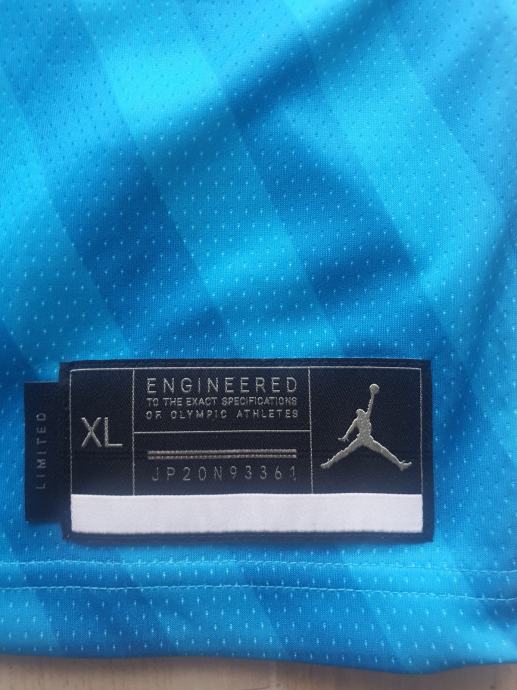 LIMITED
XL
ENGINEERED
TO THE EXACT SPECIFICATIONS
OF OLYMPIC ATHLETES
JP20N93361